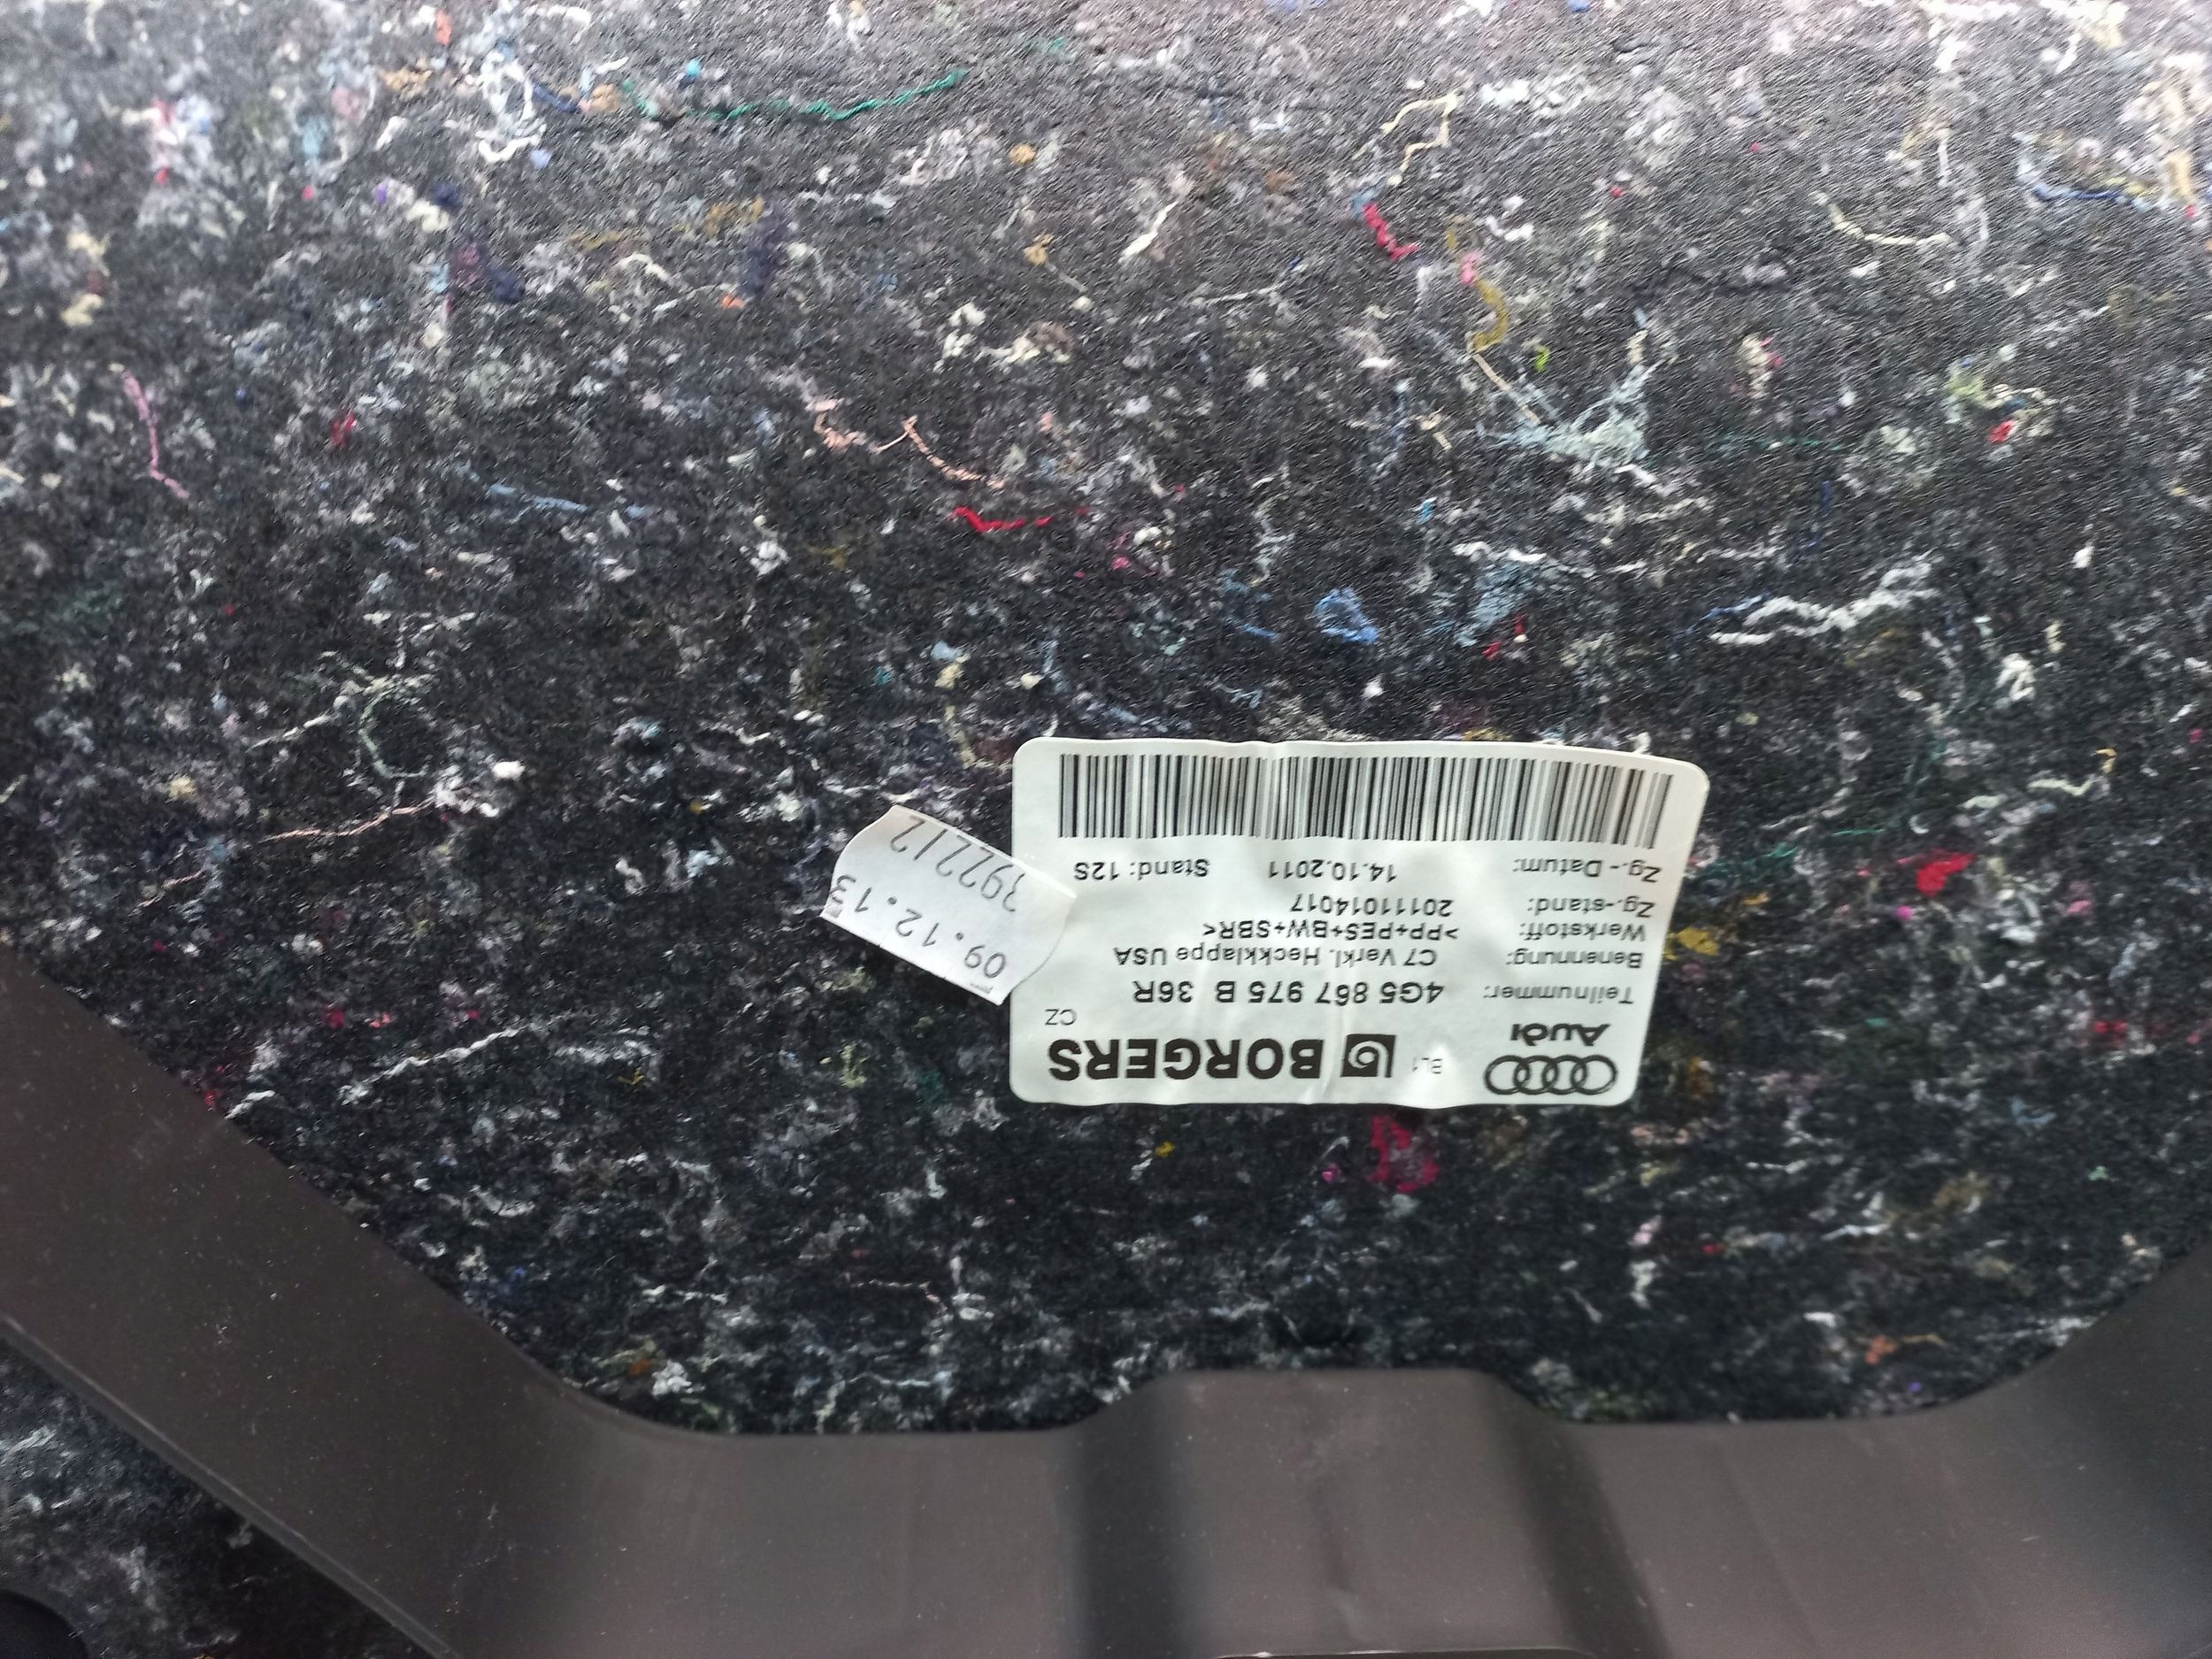 Audi
BL1
BORGERS
CZ
Teilnummer: 4G5 867 975 B 36R
Benennung: C7 Verkl. Heckklappe USA
Werkstoff: >PP+PES+BW+SBR<
Zg.-stand: 20111014017
Zg.- Datum: 14.10.2011 Stand: 12S
09.12.13
392212